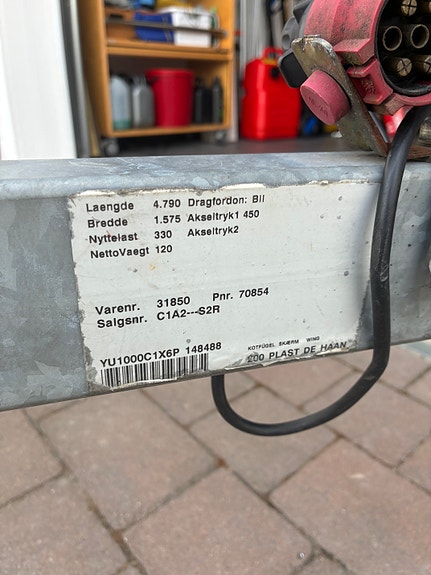 Laengde 4.790 Dragfordon: Bil
Bredde 1.575 Akseltryk1 450
Nyttelast 330 Akseltryk2
NettoVaegt 120
Varenr. 31850 Pnr. 70854
Salgsnr. C1A2---S2R
YU1000C1X6P 148488
KOTFLÜGEL SKÆRM WING
200 PLAST DE HAAN